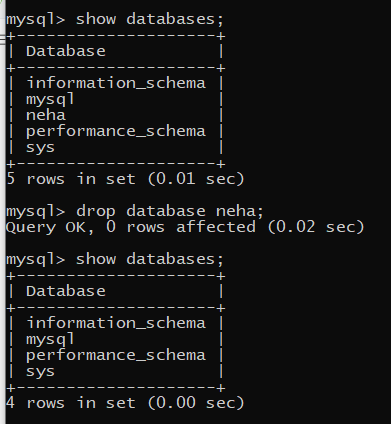 mysql> show databases;
+--------------------+
| Database           |
+--------------------+
| information_schema |
| mysql              |
| neha               |
| performance_schema |
| sys                |
+--------------------+
5 rows in set (0.01 sec)
mysql> drop database neha;
Query OK, 0 rows affected (0.02 sec)
mysql> show databases;
+--------------------+
| Database           |
+--------------------+
| information_schema |
| mysql              |
| performance_schema |
| sys                |
+--------------------+
4 rows in set (0.00 sec)